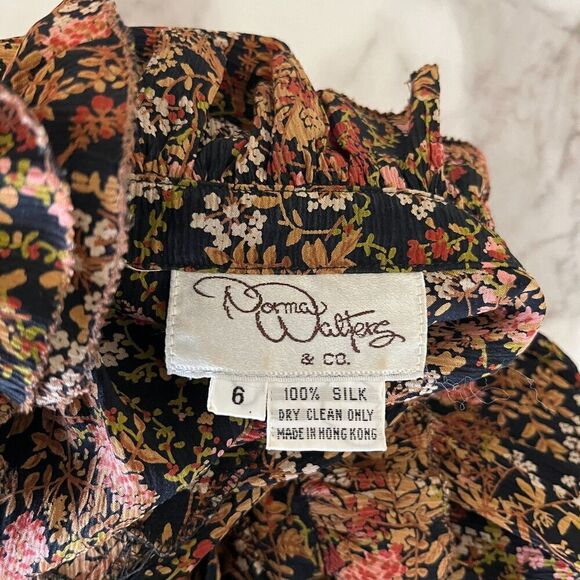 Norma
Walters
& CO.
6
100% SILK
DRY CLEAN ONLY
MADE IN HONG KONG